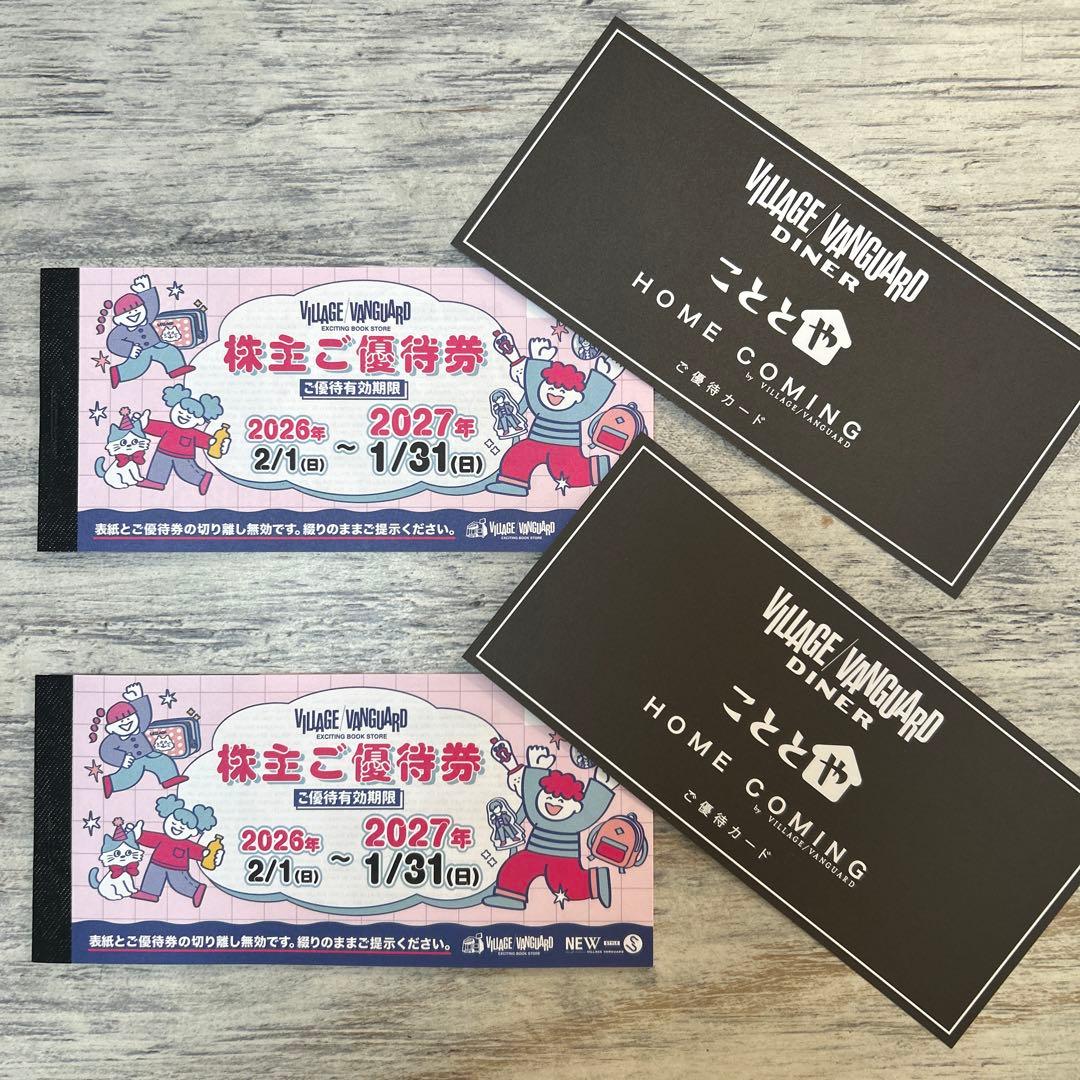 VILLAGE/VANGUARD
EXCITING BOOK STORE
株主ご優待券
ご優待有効期限
2026年
2/1(日)
~
2027年
1/31(日)
表紙とご優待券の切り離し無効です。綴りのままご提示ください。
VILLAGE VANGUARD
EXCITING BOOK STORE
VILLAGE/VANGUARD
DINER
こととや
HOME COMING
by VILLAGE/VANGUARD
ご優待カード
VILLAGE/VANGUARD
EXCITING BOOK STORE
株主ご優待券
ご優待有効期限
2026年
2/1(日)
~
2027年
1/31(日)
表紙とご優待券の切り離し無効です。綴りのままご提示ください。
VILLAGE VANGUARD
EXCITING BOOK STORE
NEW STYLE
VILLAGE VANGUARD
VILLAGE/VANGUARD
DINER
こととや
HOME COMING
by VILLAGE/VANGUARD
ご優待カード